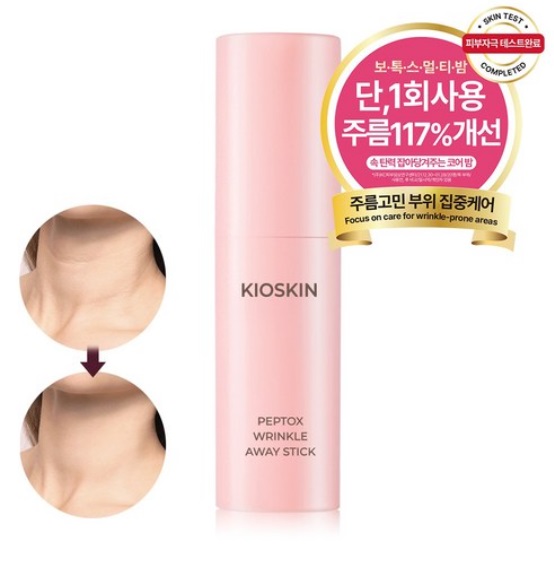 SKIN TEST
피부자극 테스트완료
COMPLETED
보·톡·스·멀·티·밤
단,1회사용
주름117%개선
속 탄력 잡아당겨주는 코어 밤
주름고민 부위 집중케어
Focus on care for wrinkle-prone areas
KIOSKIN
PEPTOX
WRINKLE
AWAY STICK